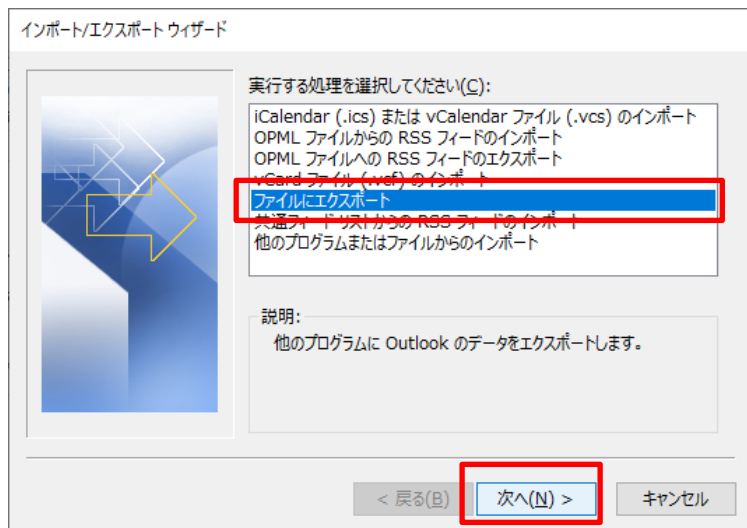 インポート/エクスポート ウィザード
実行する処理を選択してください(C):
iCalendar (.ics) または vCalendar ファイル (.vcs) のインポート
OPML ファイルからの RSS フィードのインポート
OPML ファイルへの RSS フィードのエクスポート
vCard ファイル (.vcf) のインポート
ファイルにエクスポート
共通フィード リストからの RSS フィードのインポート
他のプログラムまたはファイルからのインポート
説明:
他のプログラムに Outlook のデータをエクスポートします。
< 戻る(B)
次へ(N) >
キャンセル